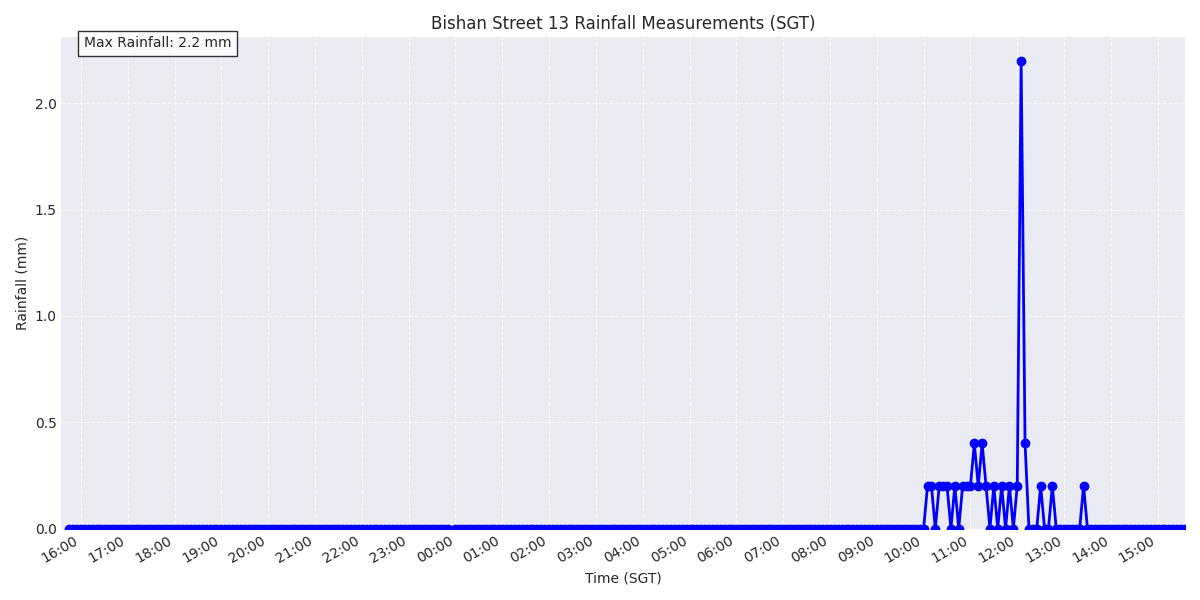 Bishan Street 13 Rainfall Measurements (SGT)
Max Rainfall: 2.2 mm
Rainfall (mm)
2.0
1.5
1.0
0.5
0.0
16:00 17:00 18:00 19:00 20:00 21:00 22:00 23:00 00:00 01:00 02:00 03:00 04:00 05:00 06:00 07:00 08:00 09:00 10:00 11:00 12:00 13:00 14:00 15:00
Time (SGT)